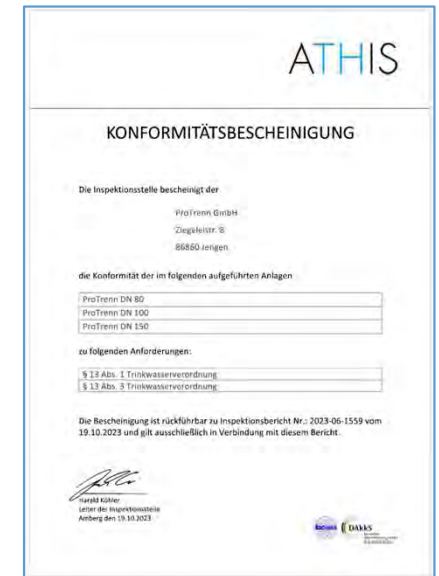 ATHIS
KONFORMITÄTSBESCHEINIGUNG
Die Inspektionsstelle bescheinigt der
ProTrenn GmbH
Ziegeleistr. 8
86860 Jengen
die Konformität der im folgenden aufgeführten Anlagen
ProTrenn DN 80
ProTrenn DN 100
ProTrenn DN 150
zu folgenden Anforderungen:
§ 13 Abs. 1 Trinkwasserverordnung
§ 13 Abs. 3 Trinkwasserverordnung
Die Bescheinigung ist rückführbar zu Inspektionsbericht Nr.: 2023-06-1559 vom
19.10.2023 und gilt ausschließlich in Verbindung mit diesem Bericht.
Harald Köhler
Leiter der Inspektionsstelle
Amberg den 19.10.2023
DAkkS